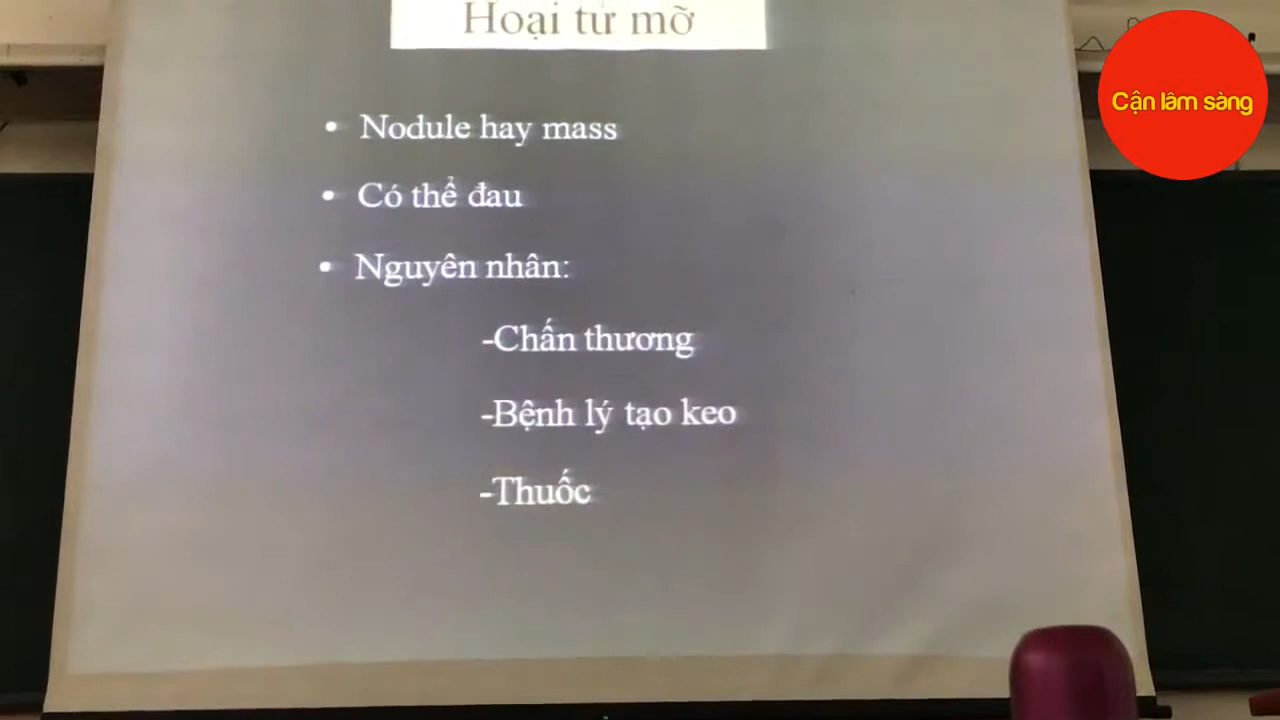 Hoại tử mỡ
Cận lâm sàng
• Nodule hay mass
• Có thể đau
• Nguyên nhân:
-Chấn thương
-Bệnh lý tạo keo
-Thuốc